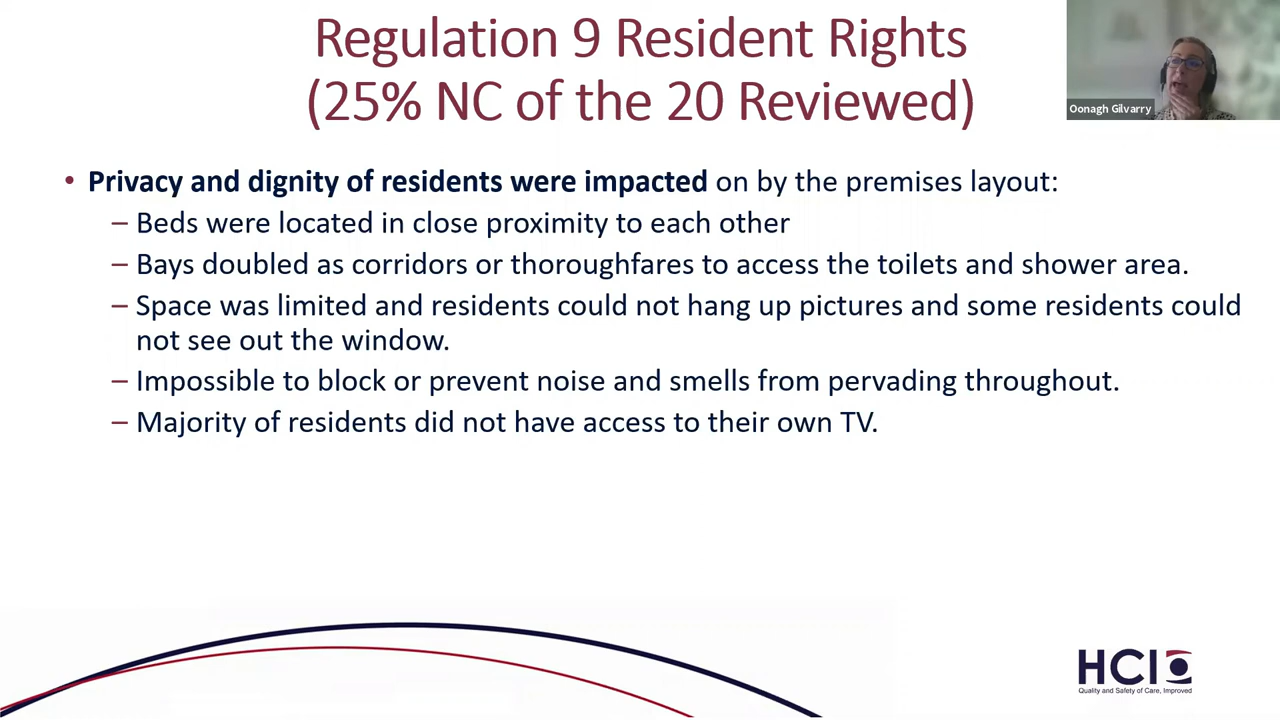 Regulation 9 Resident Rights
(25% NC of the 20 Reviewed)
Oonagh Gilvarry
• Privacy and dignity of residents were impacted on by the premises layout:
– Beds were located in close proximity to each other
– Bays doubled as corridors or thoroughfares to access the toilets and shower area.
– Space was limited and residents could not hang up pictures and some residents could
not see out the window.
– Impossible to block or prevent noise and smells from pervading throughout.
– Majority of residents did not have access to their own TV.
HCI
Quality and Safety of Care, Improved